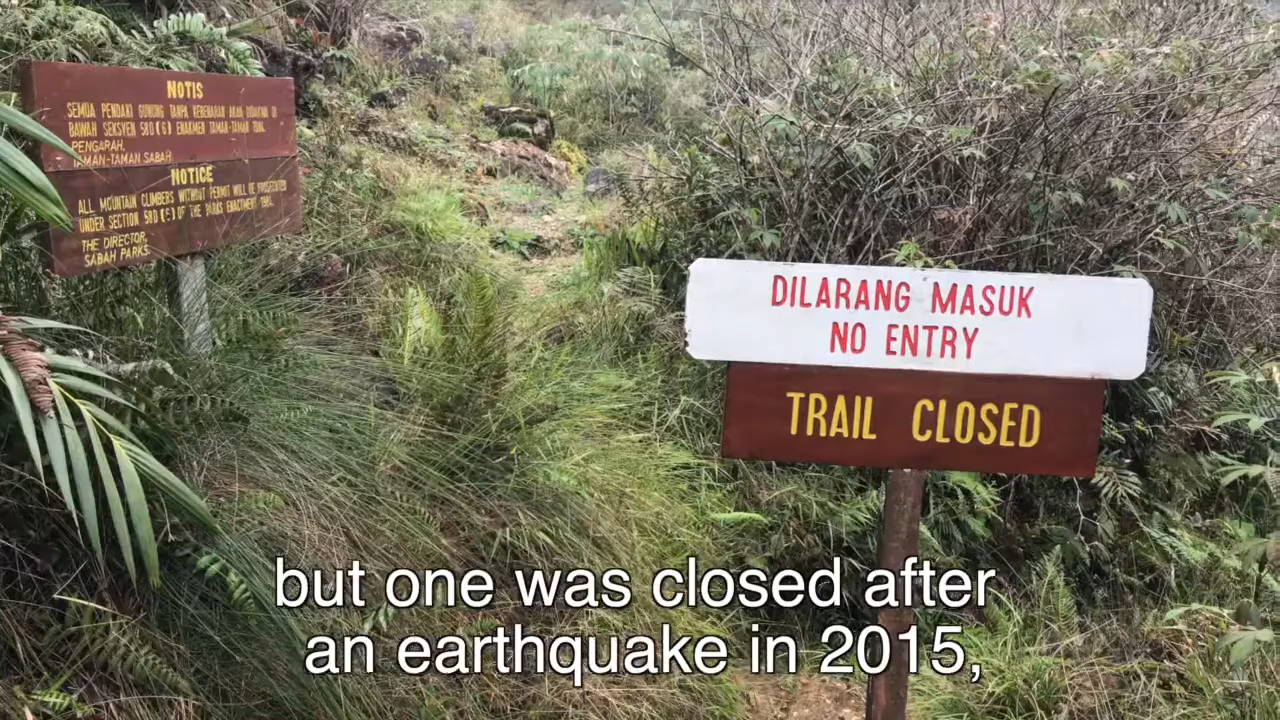 NOTIS
SEMUA PENDAKI GUNUNG TANPA KEBENARAN AKAN DIDAKWA DI
BAWAH SEKSYEN 58D(G) ENAKMEN TAMAN-TAMAN
PENGARAH,
TAMAN-TAMAN SABAH
NOTICE
ALL MOUNTAIN CLIMBERS WITHOUT PERMIT WILL BE PROSECUTED
UNDER SECTION 58D OF THE PARKS ENACTMENT
THE DIRECTOR,
SABAH PARKS.
DILARANG MASUK
NO ENTRY
TRAIL CLOSED
but one was closed after
an earthquake in 2015,